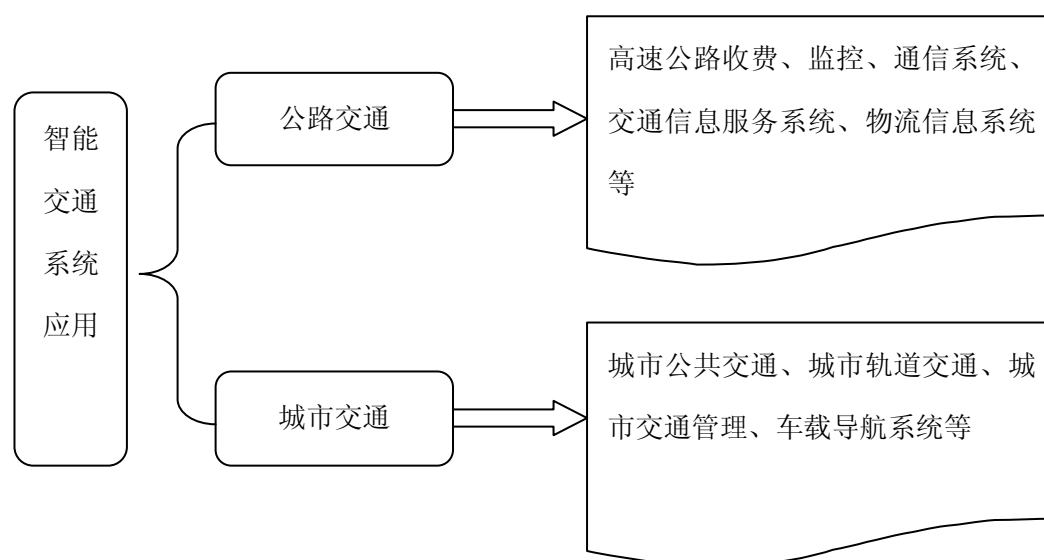 智能
交通
系统
应用
公路交通
高速公路收费、监控、通信系统、
交通信息服务系统、物流信息系统
等
城市交通
城市公共交通、城市轨道交通、城
市交通管理、车载导航系统等